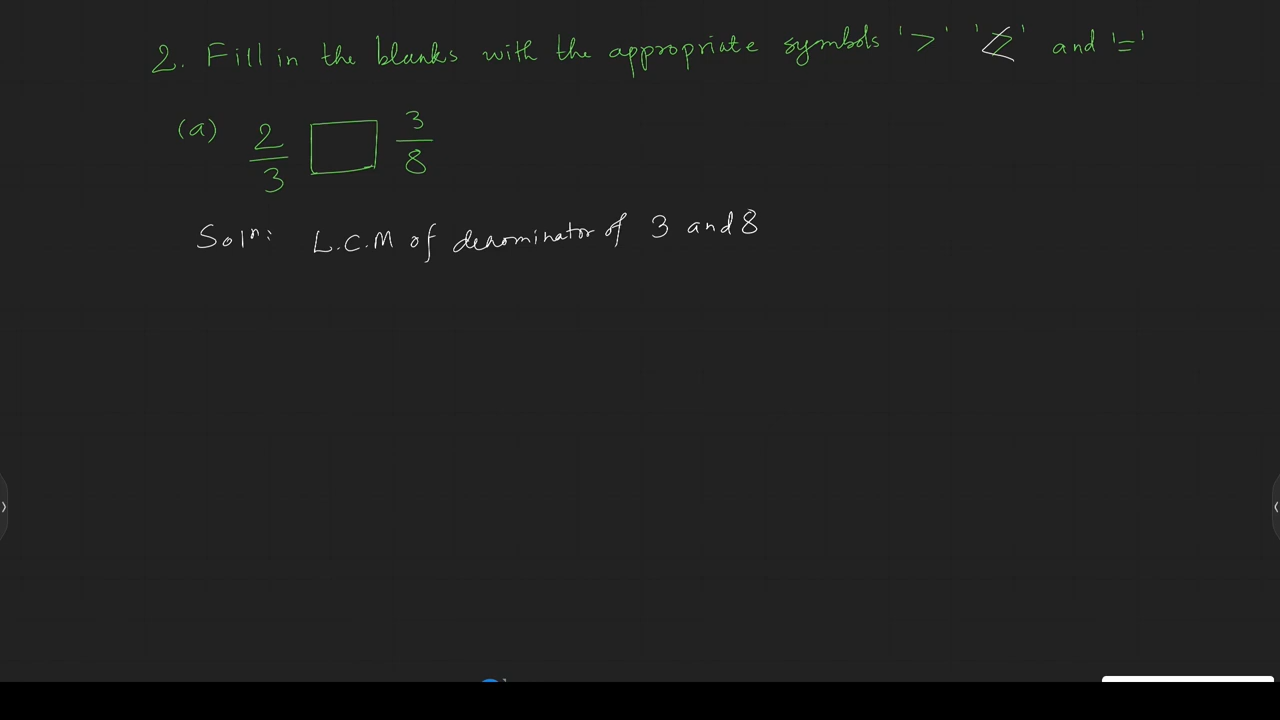 2. Fill in the blanks with the appropriate symbols '>' '<' and '='
(a) 2/3 □ 3/8
Solⁿ: L.C.M of denominator of 3 and 8